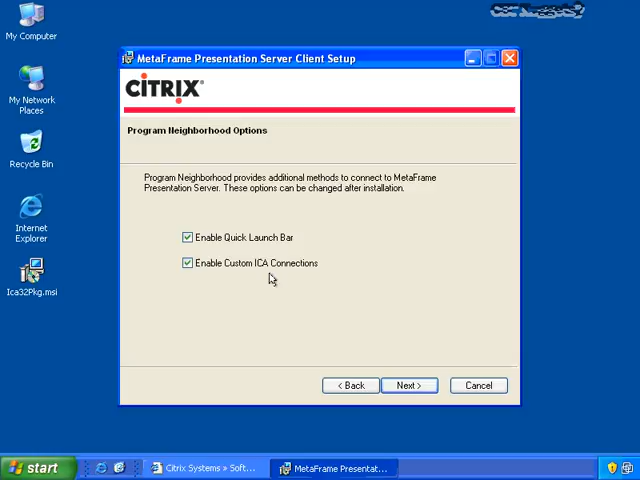 CBT Nuggets
My Computer
My Network
Places
Recycle Bin
Internet
Explorer
Ica32Pkg.msi
MetaFrame Presentation Server Client Setup
CITRIX®
Program Neighborhood Options
Program Neighborhood provides additional methods to connect to MetaFrame
Presentation Server. These options can be changed after installation.
Enable Quick Launch Bar
Enable Custom ICA Connections
< Back
Next >
Cancel
start
Citrix Systems » Soft...
MetaFrame Presentat...